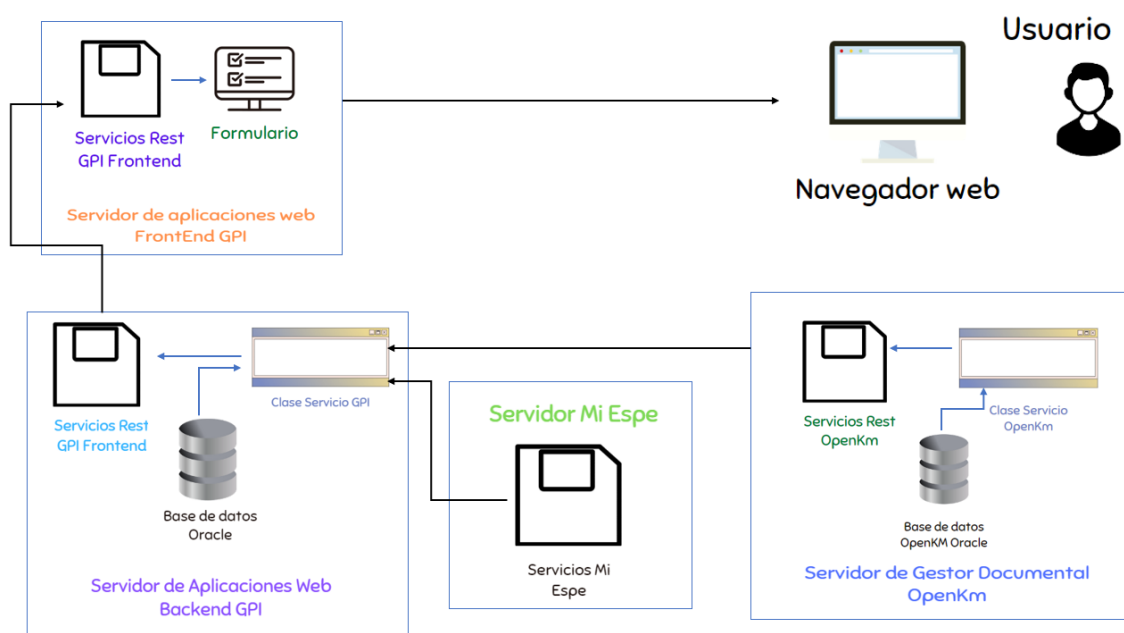 Usuario
Servicios Rest
GPI Frontend
Formulario
Navegador web
Servidor de aplicaciones web
FrontEnd GPI
Clase Servicio GPI
Servicios Rest
GPI Frontend
Base de datos
Oracle
Servidor de Aplicaciones Web
Backend GPI
Servidor Mi Espe
Servicios Mi
Espe
Servicios Rest
OpenKm
Clase Servicio
OpenKm
Base de datos
OpenKM Oracle
Servidor de Gestor Documental
OpenKm